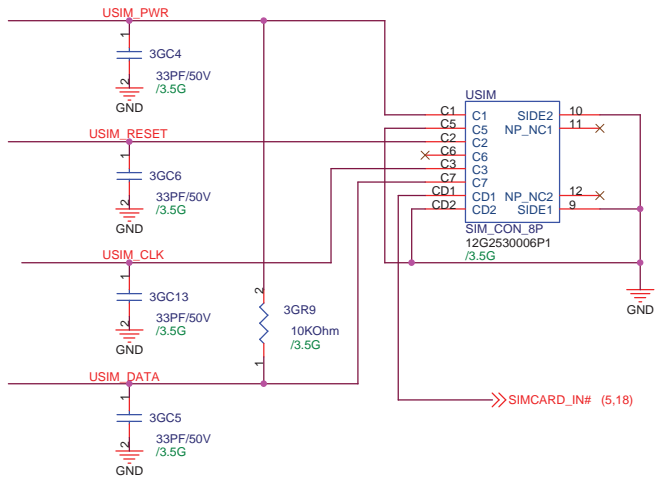 USIM_PWR
1
3GC4
33PF/50V
/3.5G
2
GND
USIM_RESET
1
3GC6
33PF/50V
/3.5G
2
GND
USIM_CLK
1
3GC13
33PF/50V
/3.5G
2
GND
2
3GR9
10KOhm
/3.5G
1
USIM_DATA
1
3GC5
33PF/50V
/3.5G
2
GND
USIM
C1 C1 SIDE2 10
C5 C5 NP_NC1 11
C2 C2
C6 C6
C3 C3
C7 C7
CD1 CD1 NP_NC2 12
CD2 CD2 SIDE1 9
SIM_CON_8P
12G2530006P1
/3.5G
GND
SIMCARD_IN# (5,18)